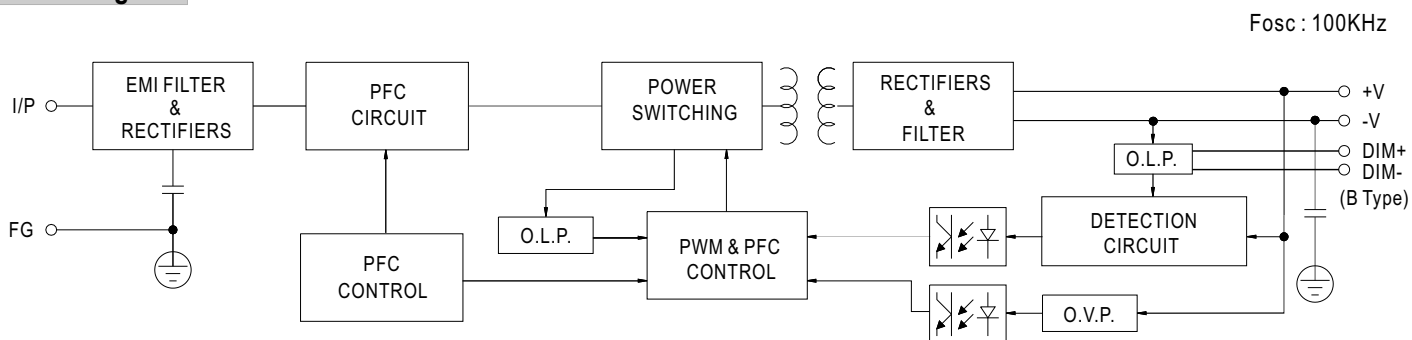 Fosc : 100KHz
I/P
EMI FILTER
&
RECTIFIERS
PFC
CIRCUIT
POWER
SWITCHING
RECTIFIERS
&
FILTER
+V
-V
DIM+
DIM-
(B Type)
O.L.P.
FG
O.L.P.
PFC
CONTROL
PWM & PFC
CONTROL
DETECTION
CIRCUIT
O.V.P.